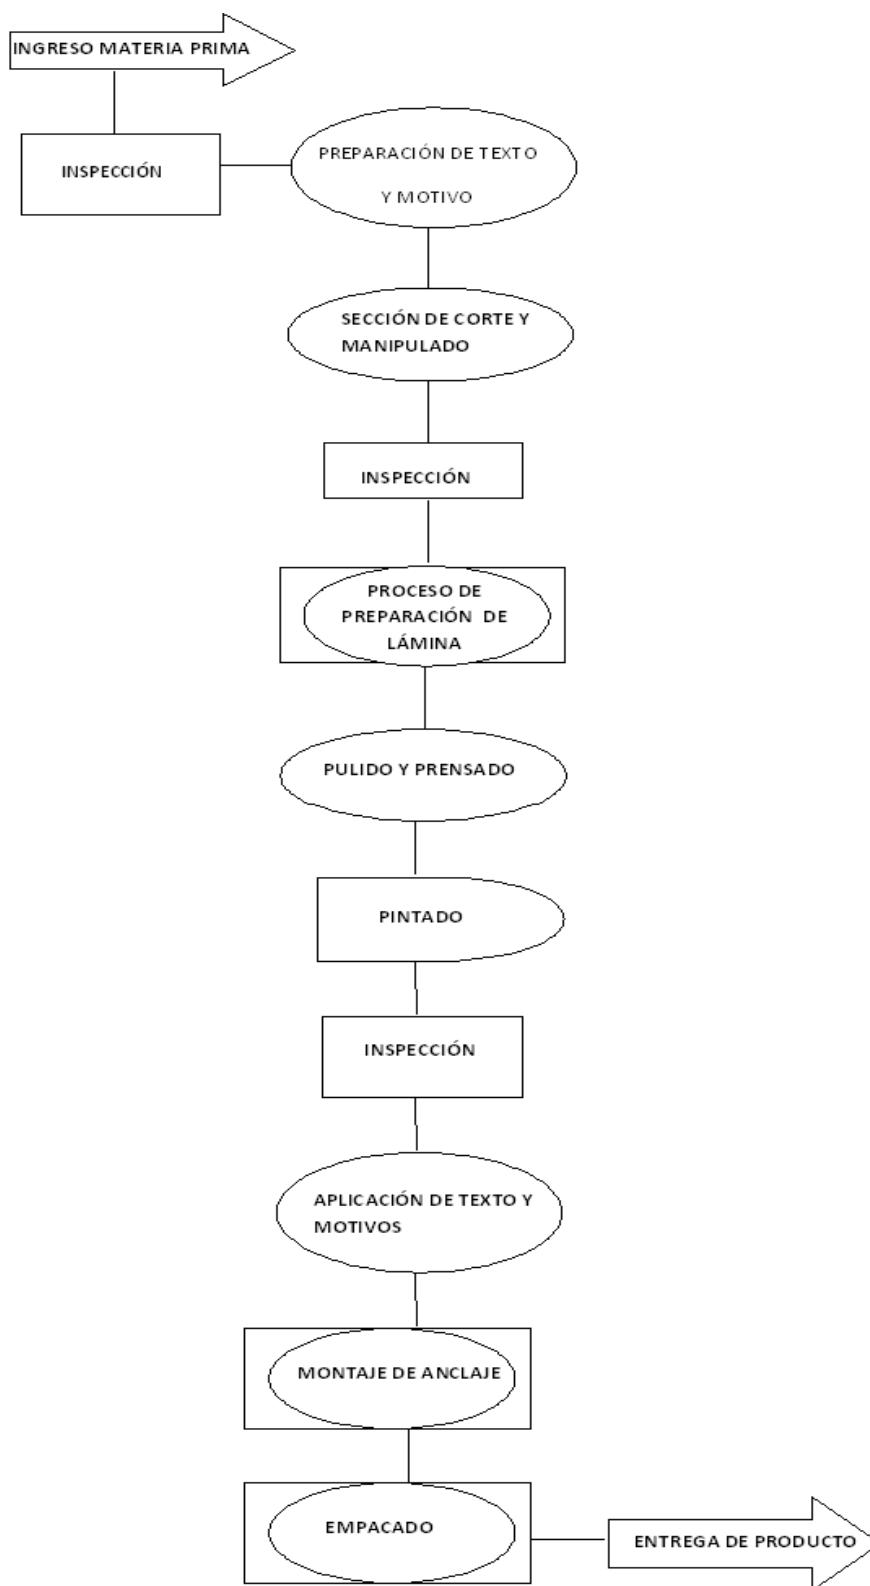 INGRESO MATERIA PRIMA
INSPECCIÓN
PREPARACIÓN DE TEXTO
Y MOTIVO
SECCIÓN DE CORTE Y
MANIPULADO
INSPECCIÓN
PROCESO DE
PREPARACIÓN DE
LÁMINA
PULIDO Y PRENSADO
PINTADO
INSPECCIÓN
APLICACIÓN DE TEXTO Y
MOTIVOS
MONTAJE DE ANCLAJE
EMPACADO
ENTREGA DE PRODUCTO